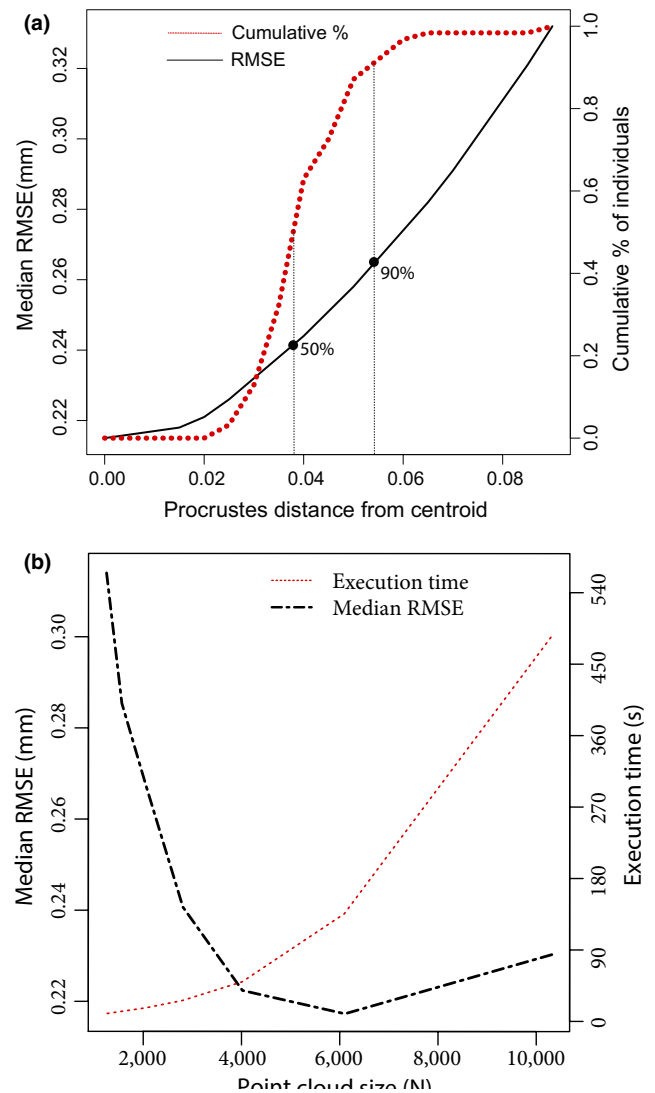 (a)
Cumulative %
RMSE
Median RMSE(mm)
0.22 0.24 0.26 0.28 0.30 0.32
50%
90%
Cumulative % of individuals
0.0 0.2 0.4 0.6 0.8 1.0
0.00 0.02 0.04 0.06 0.08
Procrustes distance from centroid
(b)
Execution time
Median RMSE
Median RMSE (mm)
0.22 0.24 0.26 0.28 0.30
Execution time (s)
0 90 180 270 360 450 540
2,000 4,000 6,000 8,000 10,000
Point cloud size (N)